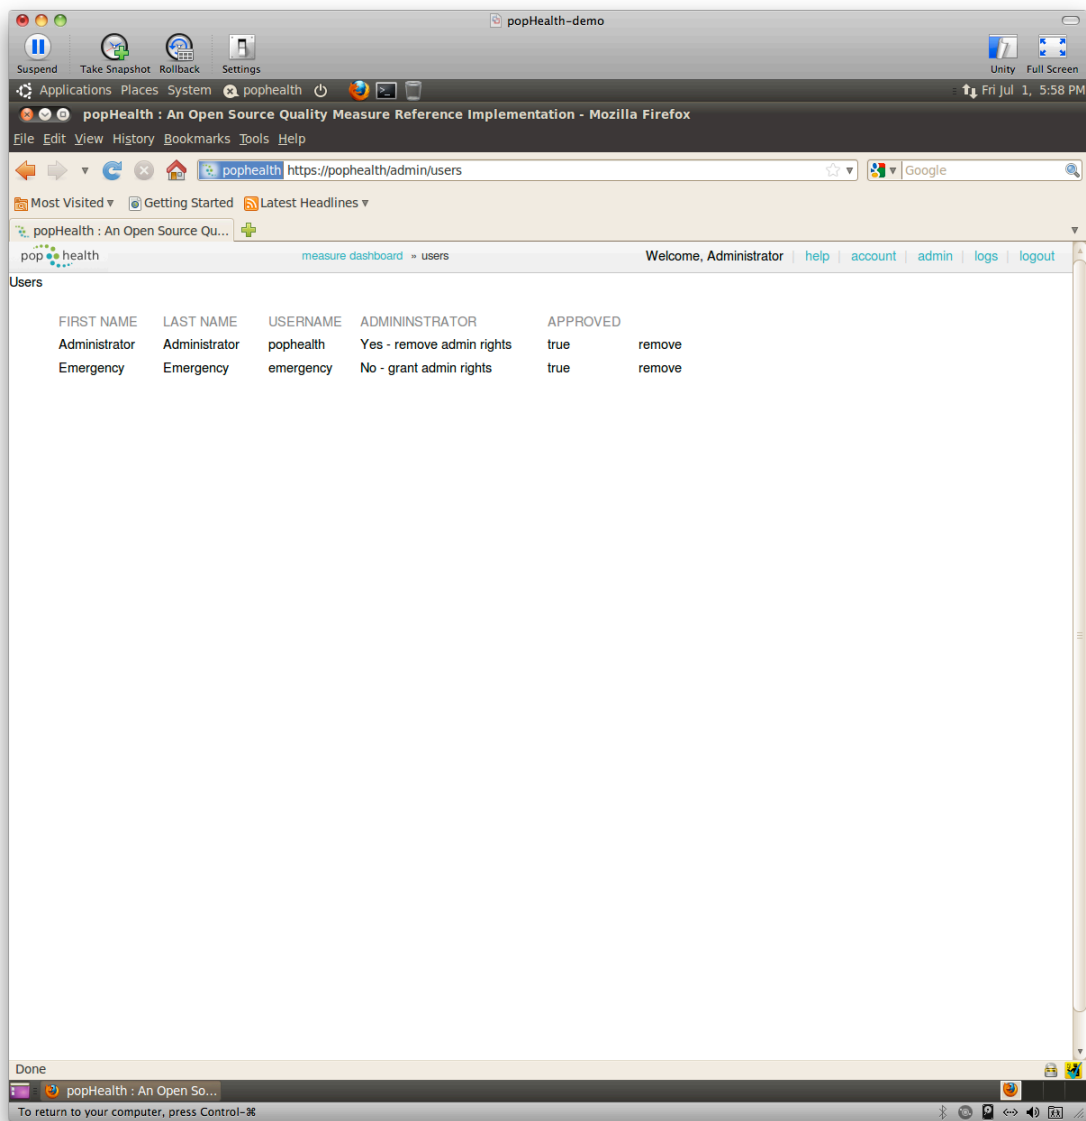 popHealth-demo
Suspend Take Snapshot Rollback Settings Unity Full Screen
Applications Places System pophealth Fri Jul 1, 5:58 PM
popHealth : An Open Source Quality Measure Reference Implementation - Mozilla Firefox
File Edit View History Bookmarks Tools Help
pophealth https://pophealth/admin/users Google
Most Visited Getting Started Latest Headlines
popHealth : An Open Source Qu...
pop health measure dashboard » users Welcome, Administrator | help | account | admin | logs | logout
Users
FIRST NAME LAST NAME USERNAME ADMININSTRATOR APPROVED
Administrator Administrator pophealth Yes - remove admin rights true remove
Emergency Emergency emergency No - grant admin rights true remove
Done
popHealth : An Open So...
To return to your computer, press Control-⌘